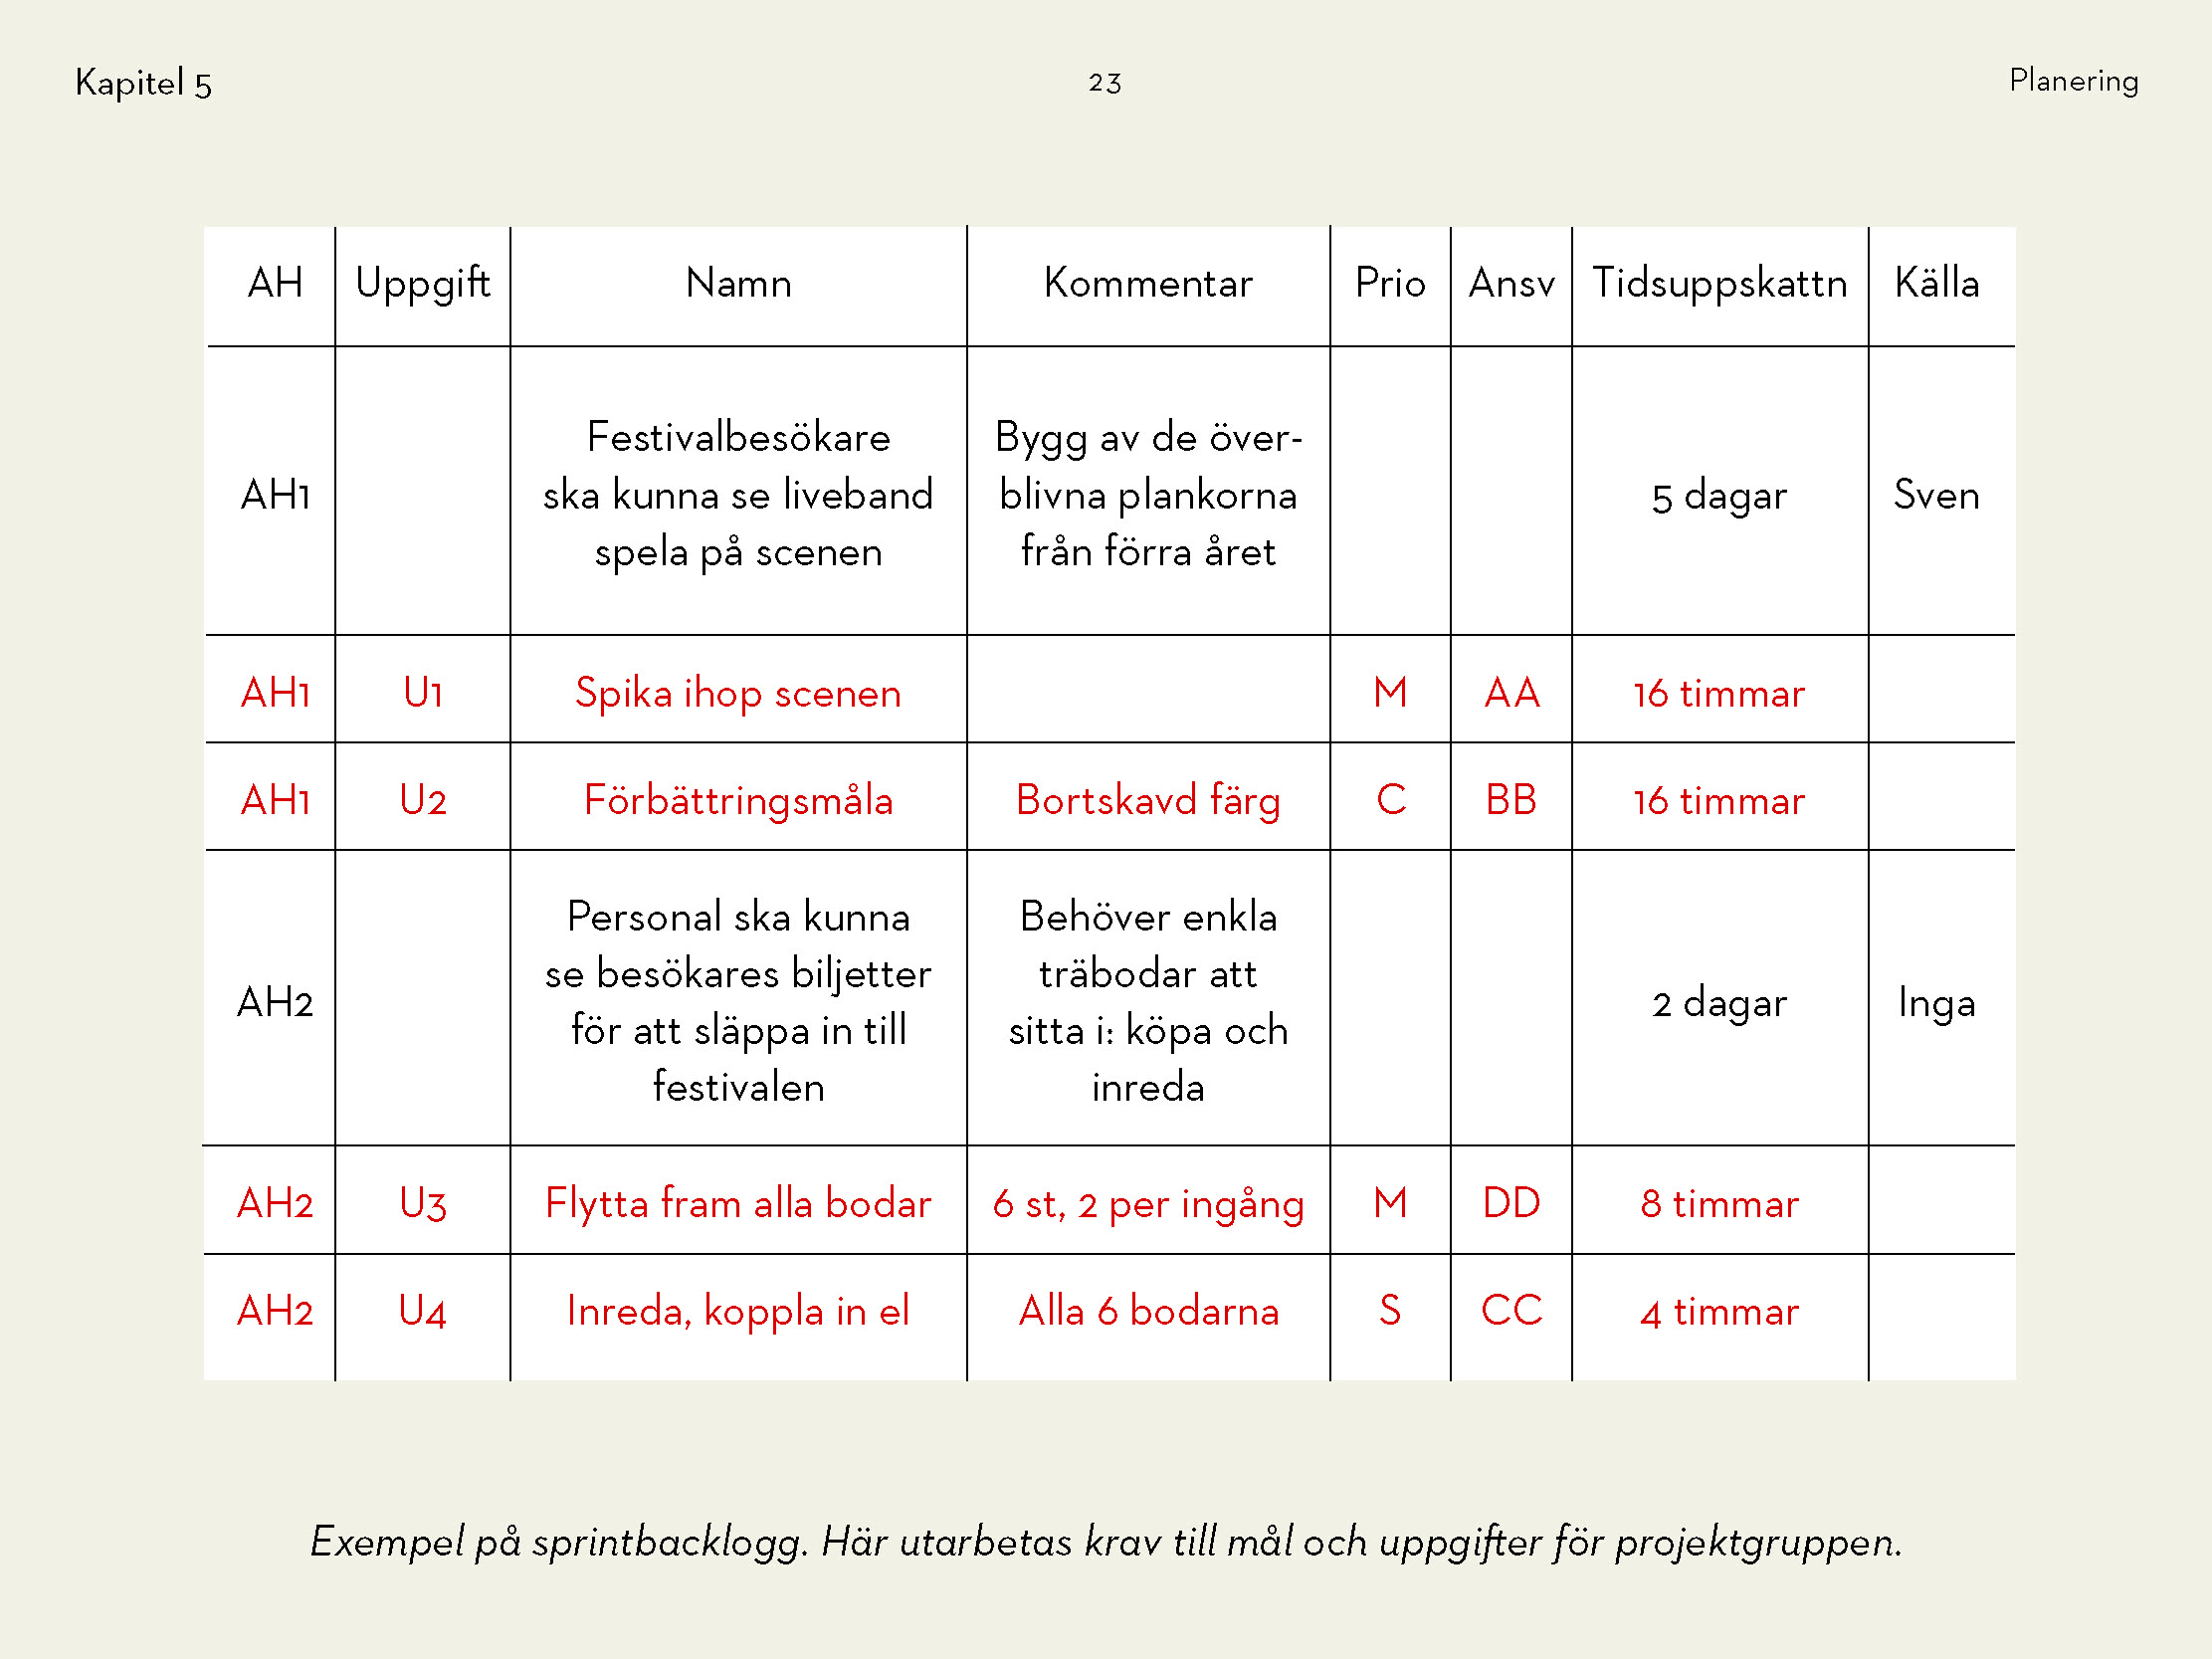 Kapitel 5
23
Planering
AH Uppgift Namn Kommentar Prio Ansv Tidsuppskattn Källa
AH1
Festivalbesökare
ska kunna se liveband
spela på scenen
Bygg av de över-
blivna plankorna
från förra året
5 dagar
Sven
AH1 U1 Spika ihop scenen M AA 16 timmar
AH1 U2 Förbättringsmåla Bortskavd färg C BB 16 timmar
AH2
Personal ska kunna
se besökares biljetter
för att släppa in till
festivalen
Behöver enkla
träbodar att
sitta i: köpa och
inreda
2 dagar
Inga
AH2 U3 Flytta fram alla bodar 6 st, 2 per ingång M DD 8 timmar
AH2 U4 Inreda, koppla in el Alla 6 bodarna S CC 4 timmar
Exempel på sprintbacklogg. Här utarbetas krav till mål och uppgifter för projektgruppen.